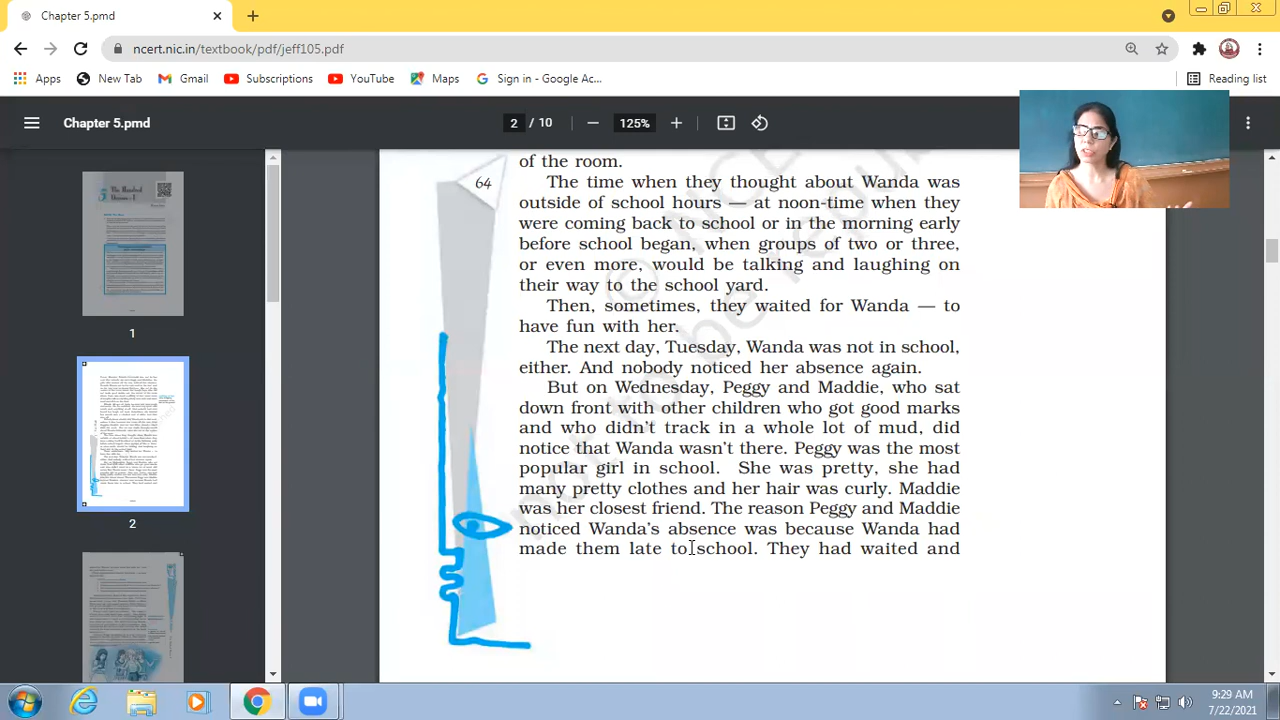 Chapter 5.pmd
ncert.nic.in/textbook/pdf/jeff105.pdf
Apps
New Tab
Gmail
Subscriptions
YouTube
Maps
Sign in - Google Ac...
Reading list
Chapter 5.pmd
2 / 10
125%
1
2
64
of the room.
The time when they thought about Wanda was
outside of school hours — at noon-time when they
were coming back to school or in the morning early
before school began, when groups of two or three,
or even more, would be talking and laughing on
their way to the school yard.
Then, sometimes, they waited for Wanda — to
have fun with her.
The next day, Tuesday, Wanda was not in school,
either. And nobody noticed her absence again.
But on Wednesday, Peggy and Maddie, who sat
down front with other children who got good marks
and who didn't track in a whole lot of mud, did
notice that Wanda wasn't there. Peggy was the most
popular girl in school. She was pretty, she had
many pretty clothes and her hair was curly. Maddie
was her closest friend. The reason Peggy and Maddie
noticed Wanda's absence was because Wanda had
made them late to school. They had waited and
9:29 AM
7/22/2021